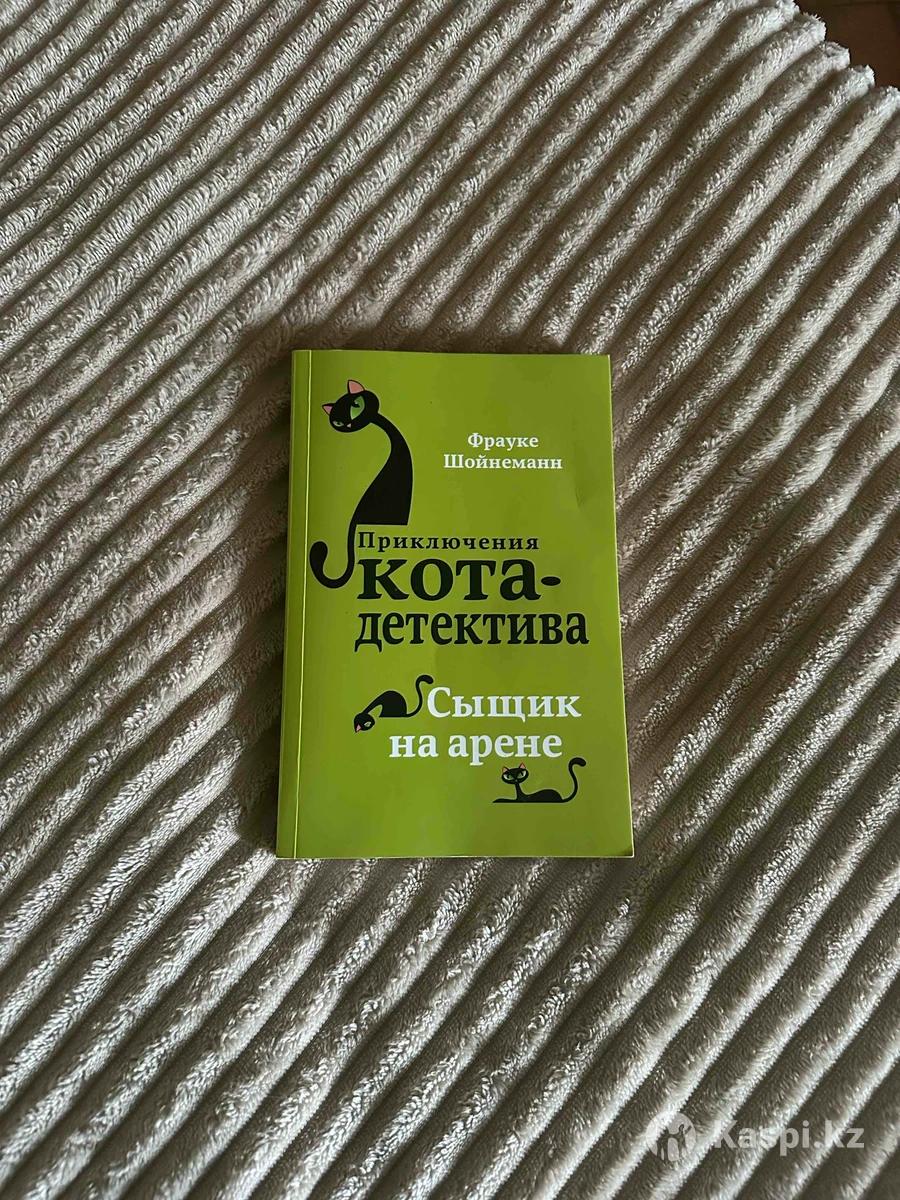 Фрауке
Шойнеманн
Приключения
кота-
детектива
Сыщик
на арене
Kaspi.kz